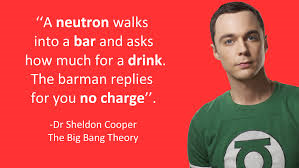 “A neutron walks
into a bar and asks
how much for a drink.
The barman replies
for you no charge”.
-Dr Sheldon Cooper
The Big Bang Theory